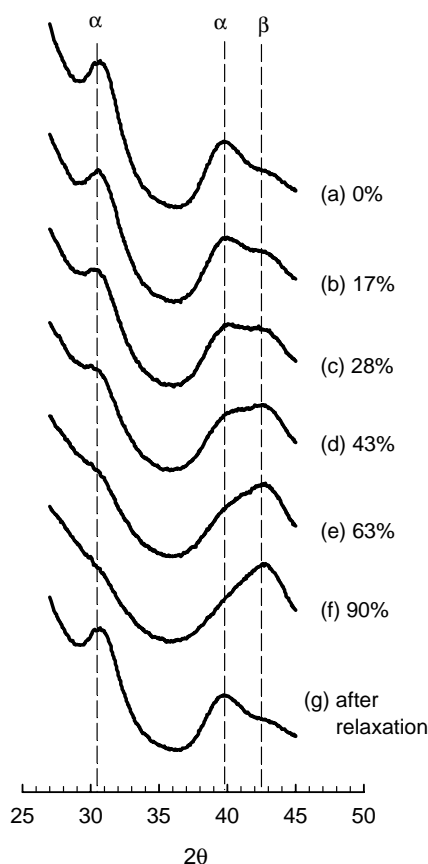 α α β
(a) 0%
(b) 17%
(c) 28%
(d) 43%
(e) 63%
(f) 90%
(g) after
relaxation
25 30 35 40 45 50
2θ